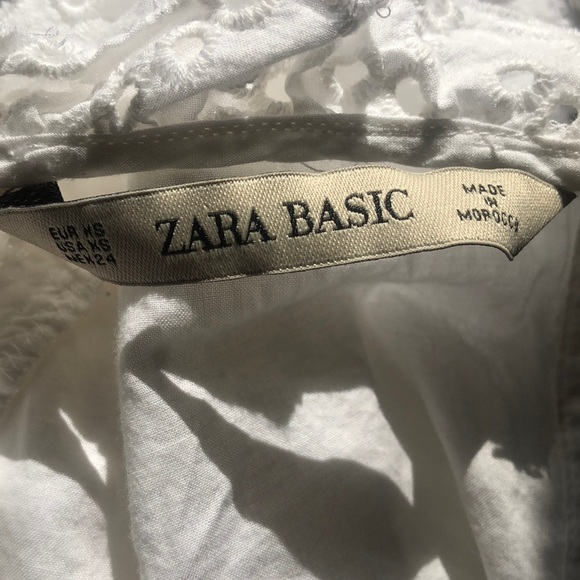 EUR XS
USA XS
MEX 24
ZARA BASIC
MADE
IN
MOROCCO